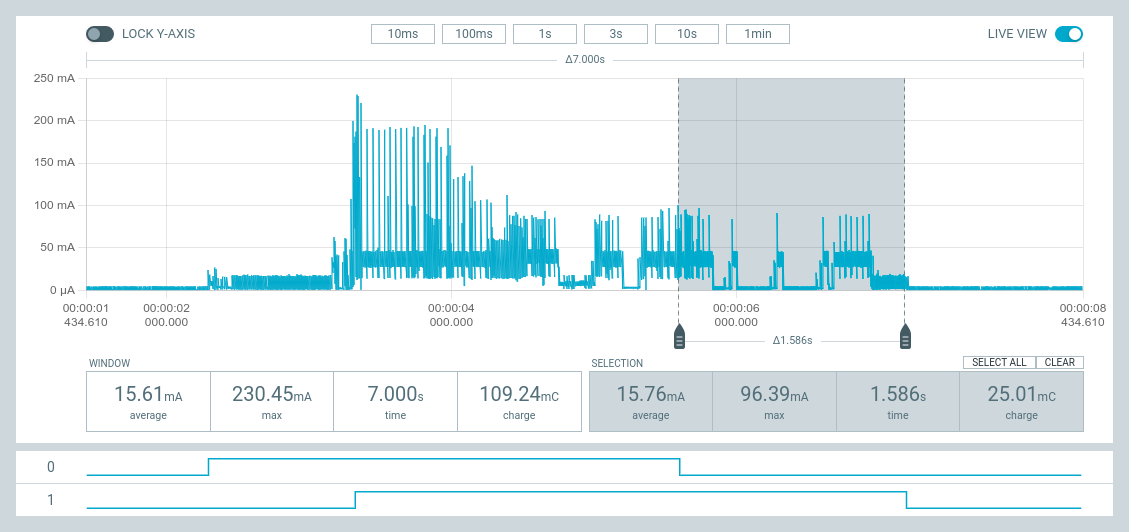 LOCK Y-AXIS 10ms 100ms 1s 3s 10s 1min LIVE VIEW
Δ7.000s
250 mA
200 mA
150 mA
100 mA
50 mA
0 µA
00:00:01 00:00:02 00:00:04 00:00:06 00:00:08
434.610 000.000 000.000 000.000 434.610
Δ1.586s
WINDOW SELECTION SELECT ALL CLEAR
15.61mA 230.45mA 7.000s 109.24mC 15.76mA 96.39mA 1.586s 25.01mC
average max time charge average max time charge
0
1